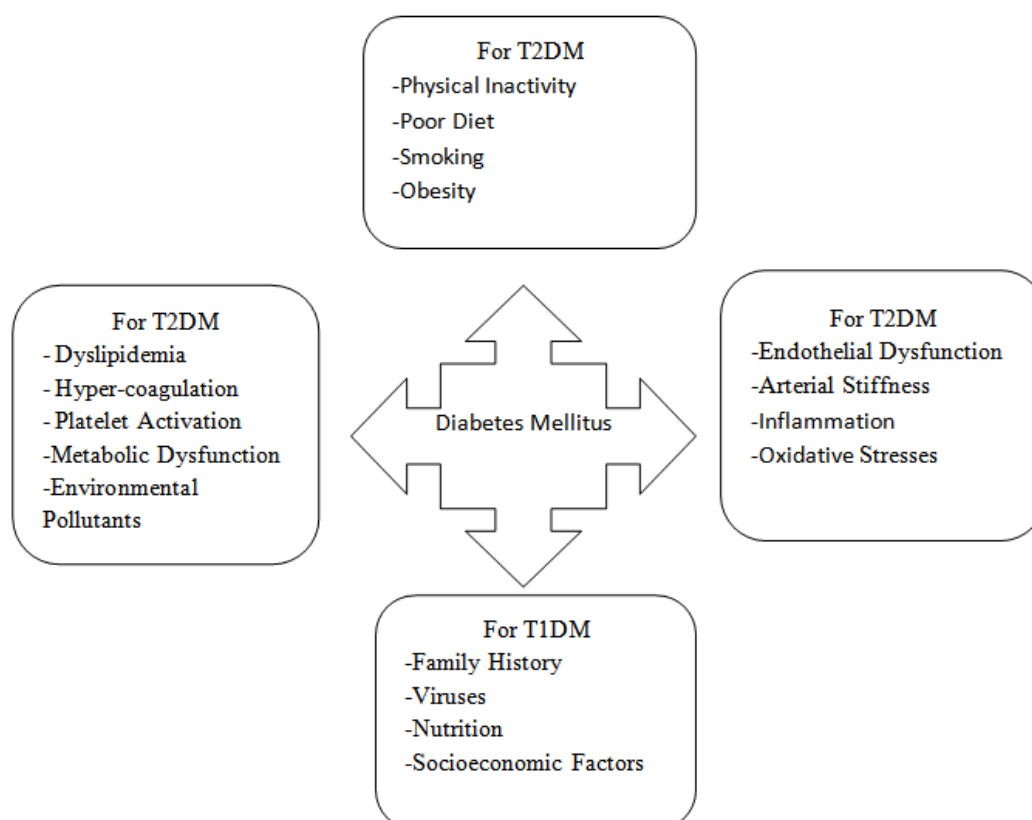 For T2DM
-Physical Inactivity
-Poor Diet
-Smoking
-Obesity
For T2DM
- Dyslipidemia
- Hyper-coagulation
-Platelet Activation
-Metabolic Dysfunction
-Environmental
Pollutants
Diabetes Mellitus
For T2DM
-Endothelial Dysfunction
-Arterial Stiffness
-Inflammation
-Oxidative Stresses
For T1DM
-Family History
-Viruses
-Nutrition
-Socioeconomic Factors